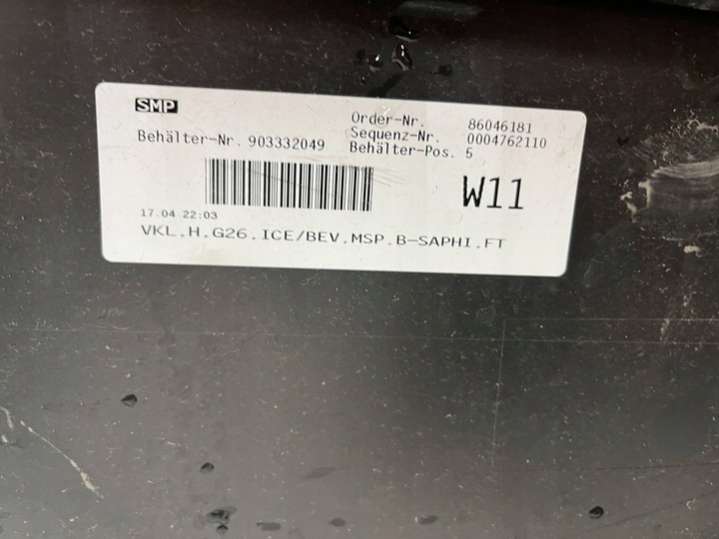 SMP
Order-Nr. 86046181
Sequenz-Nr. 0004762110
Behälter-Nr. 903332049 Behälter-Pos. 5
W11
17.04 22:03
VKL.H.G26.ICE/BEV.MSP.B-SAPHI.FT